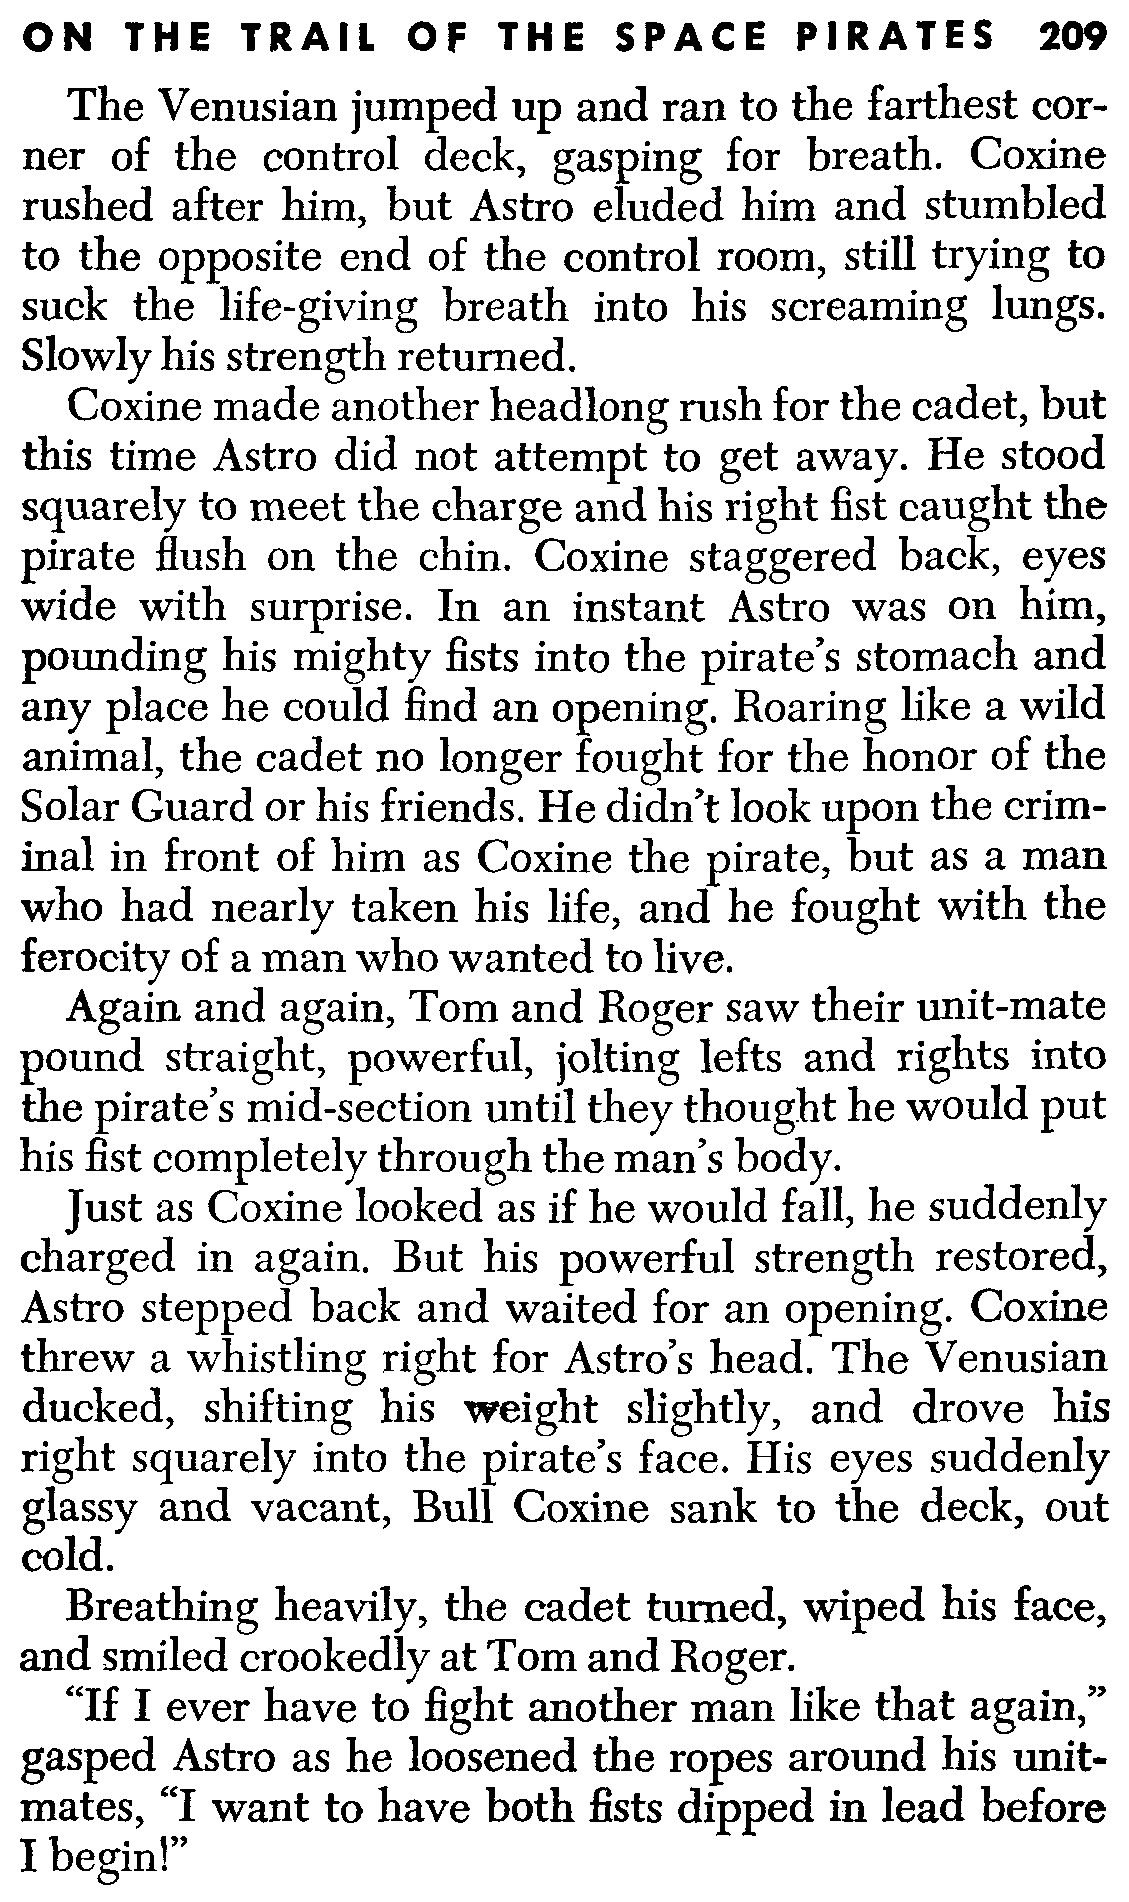 ON THE TRAIL OF THE SPACE PIRATES 209
The Venusian jumped up and ran to the farthest cor-
ner of the control deck, gasping for breath. Coxine
rushed after him, but Astro eluded him and stumbled
to the opposite end of the control room, still trying to
suck the life-giving breath into his screaming lungs.
Slowly his strength returned.
Coxine made another headlong rush for the cadet, but
this time Astro did not attempt to get away. He stood
squarely to meet the charge and his right fist caught the
pirate flush on the chin. Coxine staggered back, eyes
wide with surprise. In an instant Astro was on him,
pounding his mighty fists into the pirate's stomach and
any place he could find an opening. Roaring like a wild
animal, the cadet no longer fought for the honor of the
Solar Guard or his friends. He didn't look upon the crim-
inal in front of him as Coxine the pirate, but as a man
who had nearly taken his life, and he fought with the
ferocity of a man who wanted to live.
Again and again, Tom and Roger saw their unit-mate
pound straight, powerful, jolting lefts and rights into
the pirate's mid-section until they thought he would put
his fist completely through the man's body.
Just as Coxine looked as if he would fall, he suddenly
charged in again. But his powerful strength restored,
Astro stepped back and waited for an opening. Coxine
threw a whistling right for Astro's head. The Venusian
ducked, shifting his weight slightly, and drove his
right squarely into the pirate's face. His eyes suddenly
glassy and vacant, Bull Coxine sank to the deck, out
cold.
Breathing heavily, the cadet turned, wiped his face,
and smiled crookedly at Tom and Roger.
“If I ever have to fight another man like that again,”
gasped Astro as he loosened the ropes around his unit-
mates, “I want to have both fists dipped in lead before
I begin!”